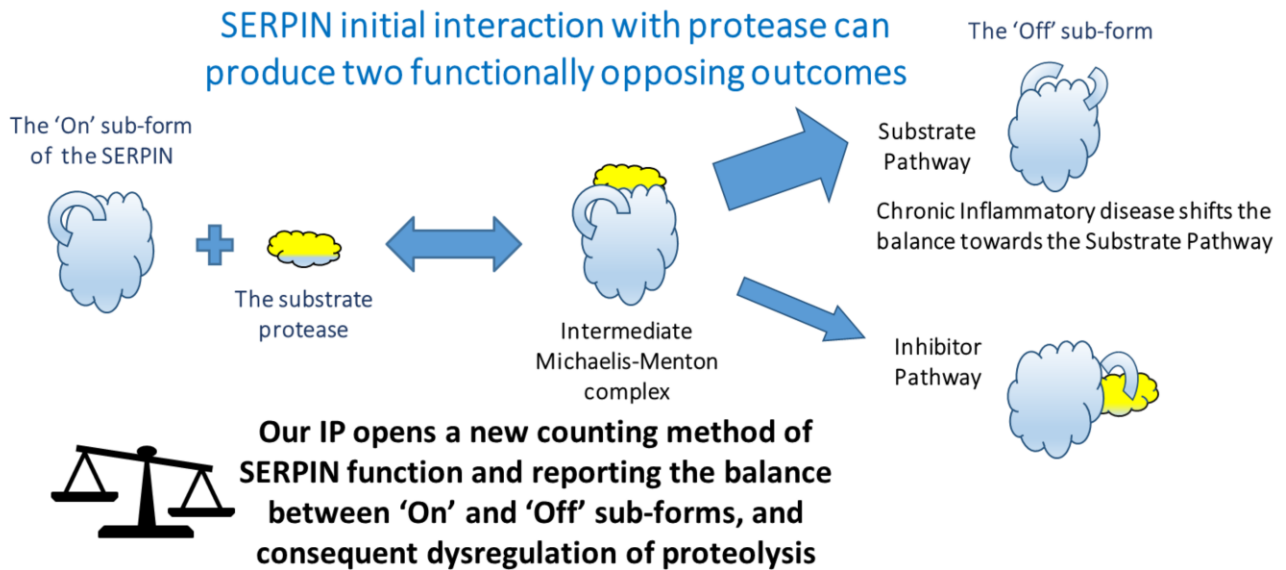 SERPIN initial interaction with protease can
produce two functionally opposing outcomes
The 'Off' sub-form
The 'On' sub-form
of the SERPIN
Substrate
Pathway
Chronic Inflammatory disease shifts the
balance towards the Substrate Pathway
The substrate
protease
Intermediate
Michaelis-Menton
complex
Inhibitor
Pathway
Our IP opens a new counting method of
SERPIN function and reporting the balance
between 'On' and 'Off' sub-forms, and
consequent dysregulation of proteolysis